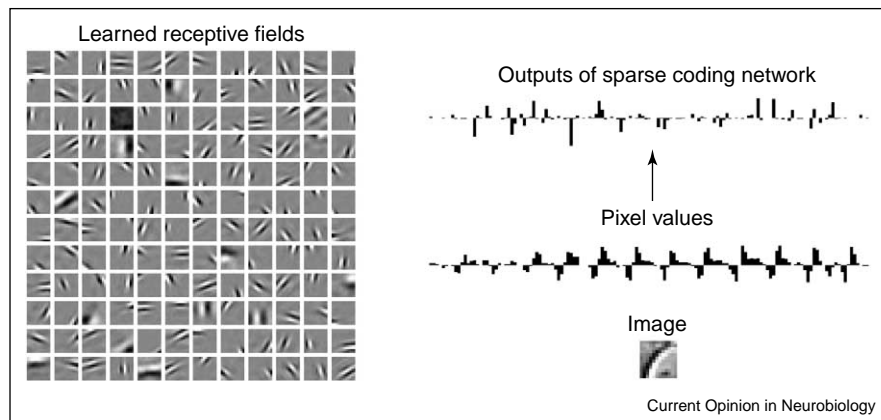 Learned receptive fields
Outputs of sparse coding network
Pixel values
Image
Current Opinion in Neurobiology